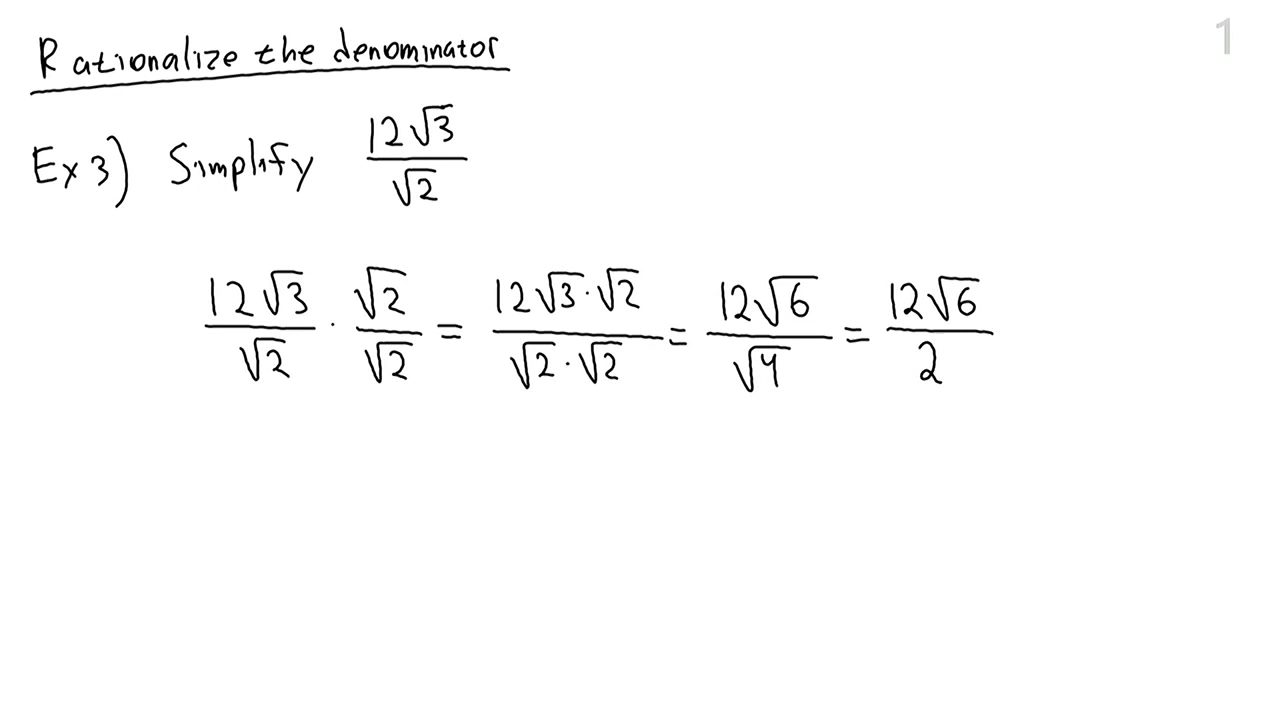 1
Rationalize the denominator
Ex 3) Simplify 12√3 / √2
12√3 / √2 · √2 / √2 = 12√3·√2 / √2·√2 = 12√6 / √4 = 12√6 / 2